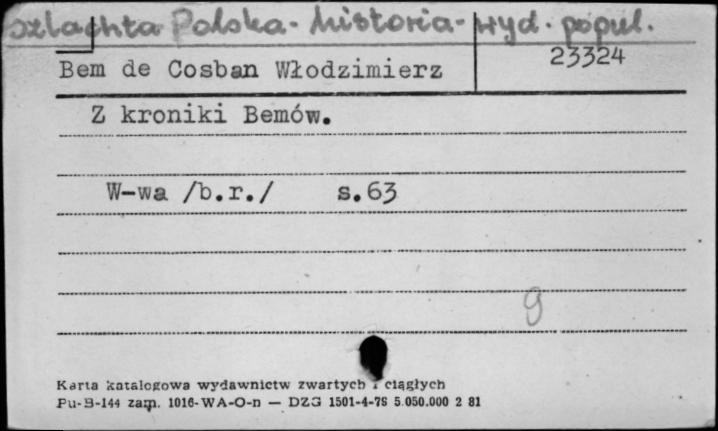 szlachta Polska - historia - wyd. popul.
Bem de Cosban Włodzimierz 23324
Z kroniki Bemów.
W-wa /b.r./ s.63
g
Karta katalogowa wydawnictw zwartych i ciągłych
Pu-B-144 zam. 1016-WA-O-n — DZG 1501-4-78 5.050.000 2 81